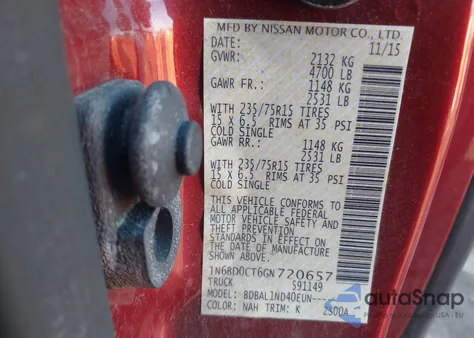 MFD BY NISSAN MOTOR CO., LTD.
DATE: 11/15
GVWR: 2132 KG
4700 LB
GAWR FR.: 1148 KG
2531 LB
WITH 235/75R15 TIRES
15 X 6.5 RIMS AT 35 PSI
COLD SINGLE
GAWR RR.: 1148 KG
2531 LB
WITH 235/75R15 TIRES
15 X 6.5 RIMS AT 35 PSI
COLD SINGLE
THIS VEHICLE CONFORMS TO
ALL APPLICABLE FEDERAL
MOTOR VEHICLE SAFETY AND
THEFT PREVENTION
STANDARDS IN EFFECT ON
THE DATE OF MANUFACTURE
SHOWN ABOVE.
1N6BD0CT6GN720657
TRUCK 591149
MODEL: BDBAL1ND40EUN----
COLOR: NAH TRIM: K
autoSnap